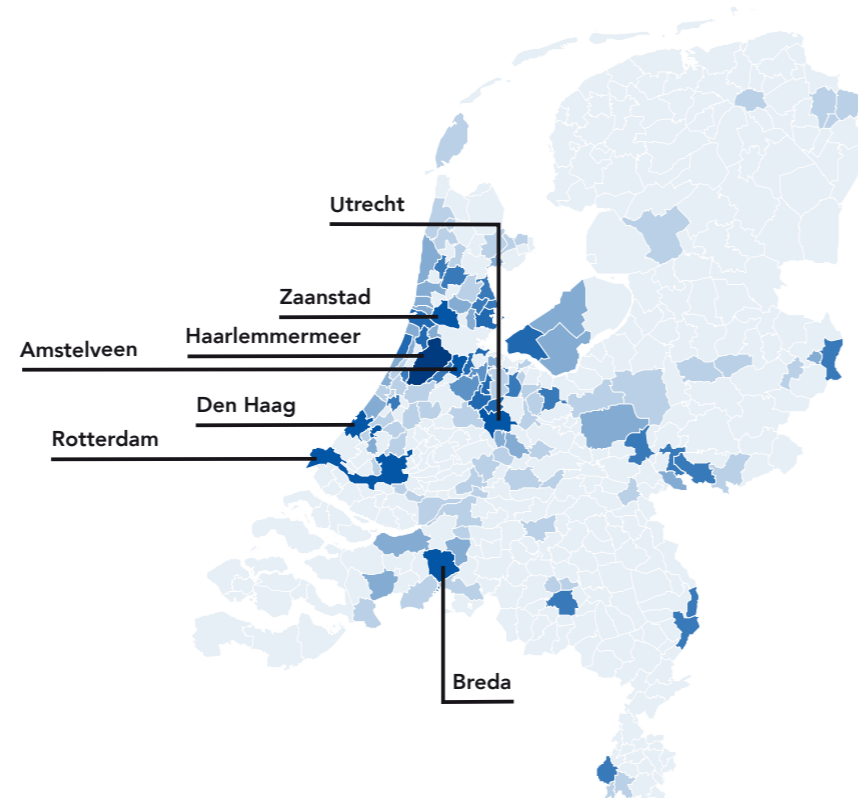 Utrecht
Zaanstad
Haarlemmermeer
Amstelveen
Den Haag
Rotterdam
Breda